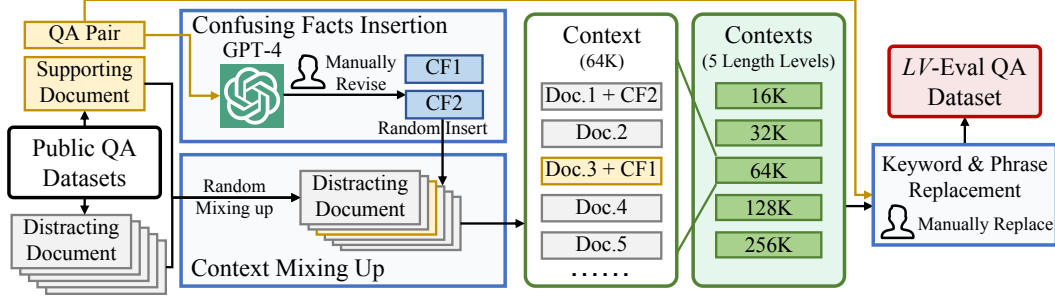 QA Pair
Supporting
Document
Public QA
Datasets
Distracting
Document
Confusing Facts Insertion
GPT-4
Manually
Revise
CF1
CF2
Random Insert
Random
Mixing up
Distracting
Document
Context Mixing Up
Context
(64K)
Doc.1 + CF2
Doc.2
Doc.3 + CF1
Doc.4
Doc.5
······
Contexts
(5 Length Levels)
16K
32K
64K
128K
256K
LV-Eval QA
Dataset
Keyword & Phrase
Replacement
Manually Replace